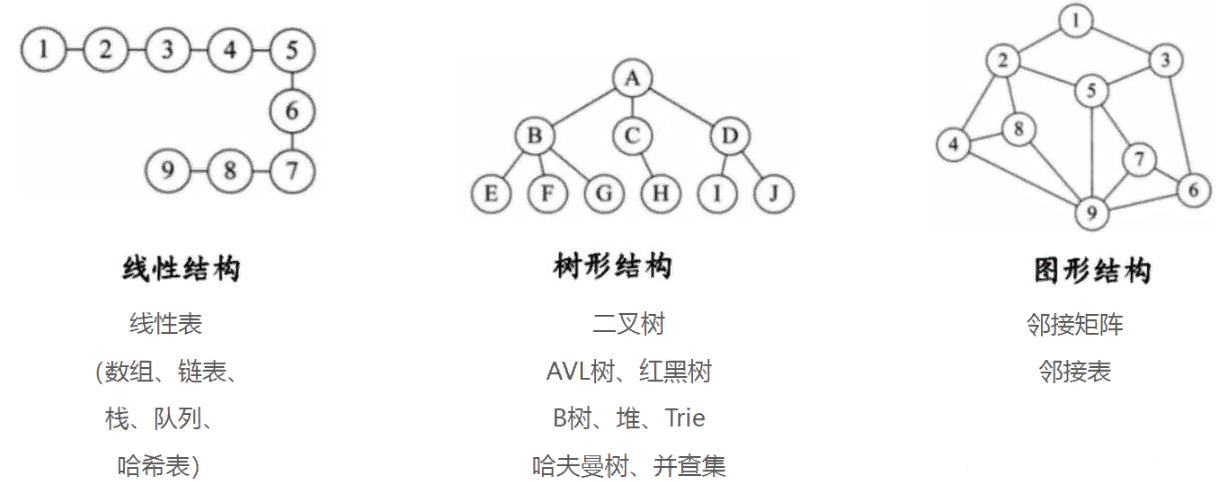 1 2 3 4 5
6
9 8 7
线性结构
线性表
（数组、链表、
栈、队列、
哈希表）
A
B C D
E F G H I J
树形结构
二叉树
AVL树、红黑树
B树、堆、Trie
哈夫曼树、并查集
1
2 3
5
8
4 7
6
9
图形结构
邻接矩阵
邻接表